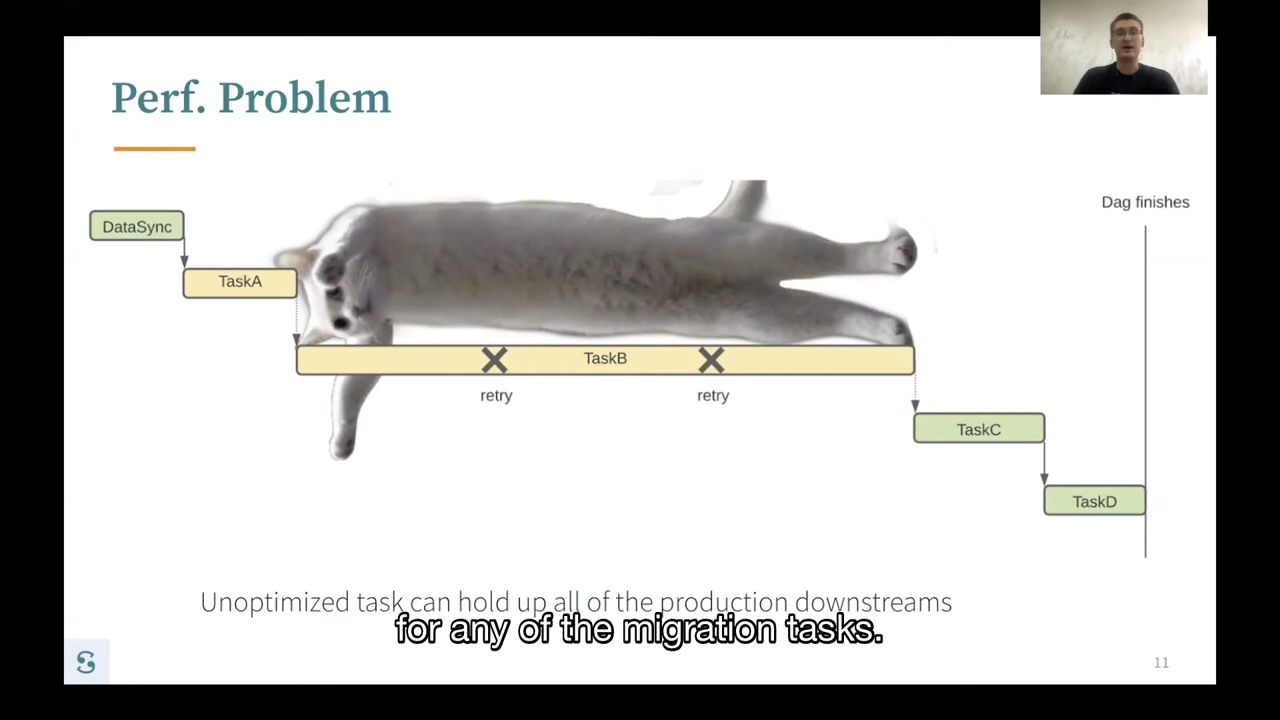 Perf. Problem
Dag finishes
DataSync
TaskA
TaskB
retry
retry
TaskC
TaskD
Unoptimized task can hold up all of the production downstreams
for any of the migration tasks.
11